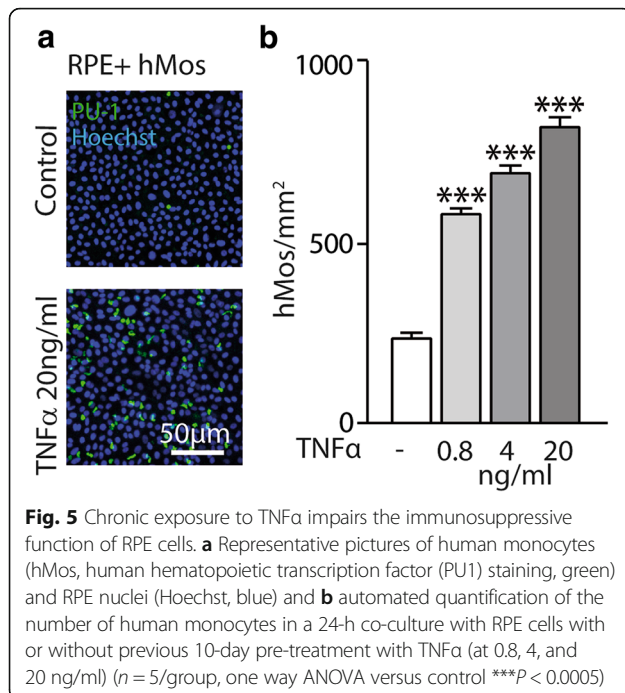 a
RPE+ hMos
PU-1
Hoechst
Control
TNFα 20ng/ml
50µm
b
1000
500
0
hMos/mm²
***
***
***
TNFα - 0.8 4 20
ng/ml
Fig. 5 Chronic exposure to TNFα impairs the immunosuppressive
function of RPE cells. a Representative pictures of human monocytes
(hMos, human hematopoietic transcription factor (PU1) staining, green)
and RPE nuclei (Hoechst, blue) and b automated quantification of the
number of human monocytes in a 24-h co-culture with RPE cells with
or without previous 10-day pre-treatment with TNFα (at 0.8, 4, and
20 ng/ml) (n = 5/group, one way ANOVA versus control ***P < 0.0005)